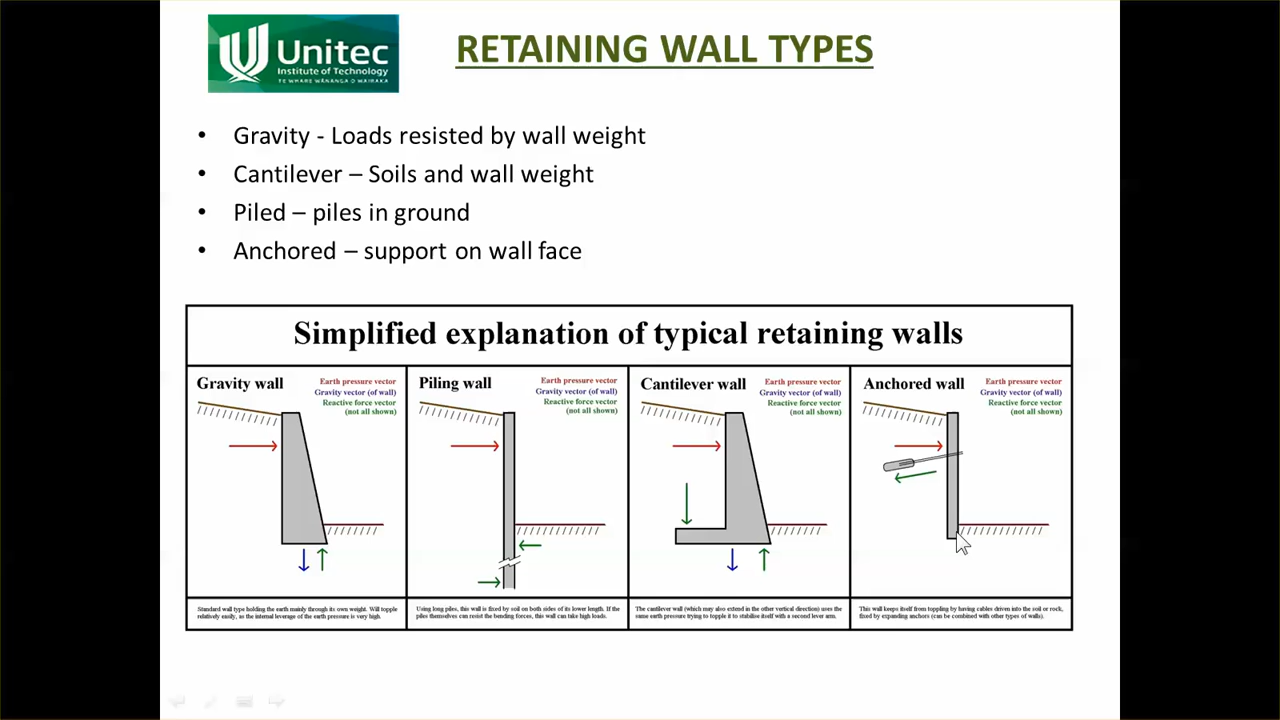 Unitec
Institute of Technology
TE WHARE WĀNANGA O WAIRAKA
RETAINING WALL TYPES
• Gravity - Loads resisted by wall weight
• Cantilever – Soils and wall weight
• Piled – piles in ground
• Anchored – support on wall face
Simplified explanation of typical retaining walls
Gravity wall
Earth pressure vector
Gravity vector (of wall)
Reactive force vector
(not all shown)
Standard wall type holding the earth mainly through its own weight. Will topple
relatively easily, as the internal leverage of the earth pressure is very high.
Piling wall
Earth pressure vector
Gravity vector (of wall)
Reactive force vector
(not all shown)
Using long piles, this wall is fixed by soil on both sides of its lower length. If the
piles themselves can resist the bending forces, this wall can take high loads.
Cantilever wall
Earth pressure vector
Gravity vector (of wall)
Reactive force vector
(not all shown)
The cantilever wall (which may also extend in the other vertical direction) uses the
same earth pressure trying to topple it to stabilise itself with a second lever arm.
Anchored wall
Earth pressure vector
Gravity vector (of wall)
Reactive force vector
(not all shown)
This wall keeps itself from toppling by having cables driven into the soil or rock,
fixed by expanding anchors (can be combined with other types of walls).